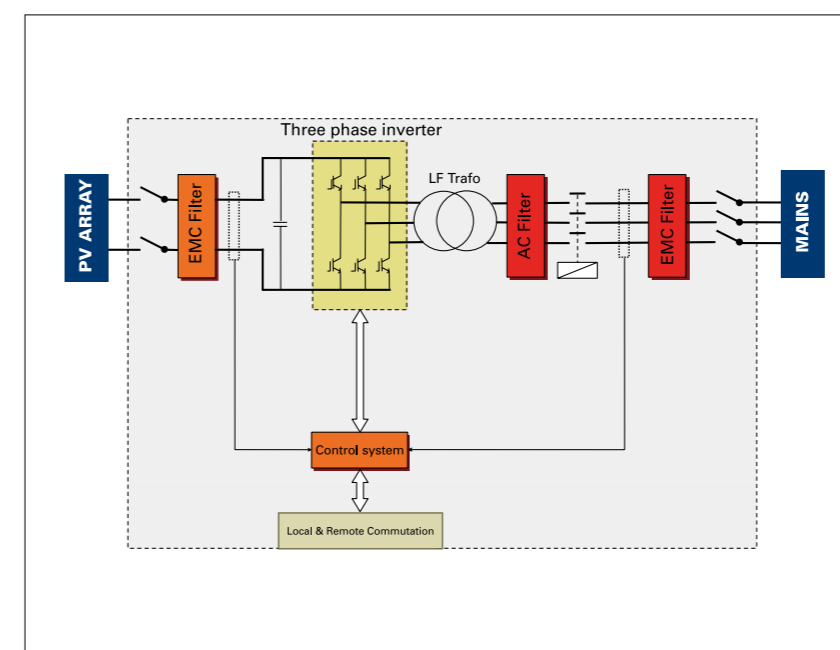 Three phase inverter
PV ARRAY
EMC Filter
LF Trafo
AC Filter
EMC Filter
MAINS
Control system
Local & Remote Commutation